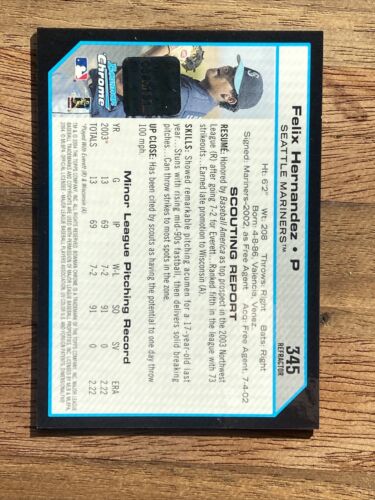 345
REFRACTOR
Felix Hernandez • P
SEATTLE MARINERS™
Ht: 6'2" Wt: 208 Throws: Right Bats: Right
Born: 4-8-86, Valencia, Venez.
Signed: Mariners-2002, as Free Agent Acq: Free Agent, 7-4-02
SCOUTING REPORT
RESUMÉ: Honored by Baseball America as top prospect in the 2003 Northwest
League (R) after going 7-2 for Everett...Ranked fifth in the league with 73
strikeouts...Earned late promotion to Wisconsin (A).
SKILLS: Showed remarkable pitching acumen for a 17-year-old last
year...Stuns with rising mid-90s fastball then delivers solid breaking
pitches...Can throw strikes to most spots in the zone.
UP CLOSE: Has been cited by scouts as having the potential to one day throw
100 mph.
Minor League Pitching Record
YR G IP W-L SO SV ERA
2003* 13 69 7-2 91 0 2.22
TOTALS 13 69 7-2 91 0 2.22
Bowman
Chrome